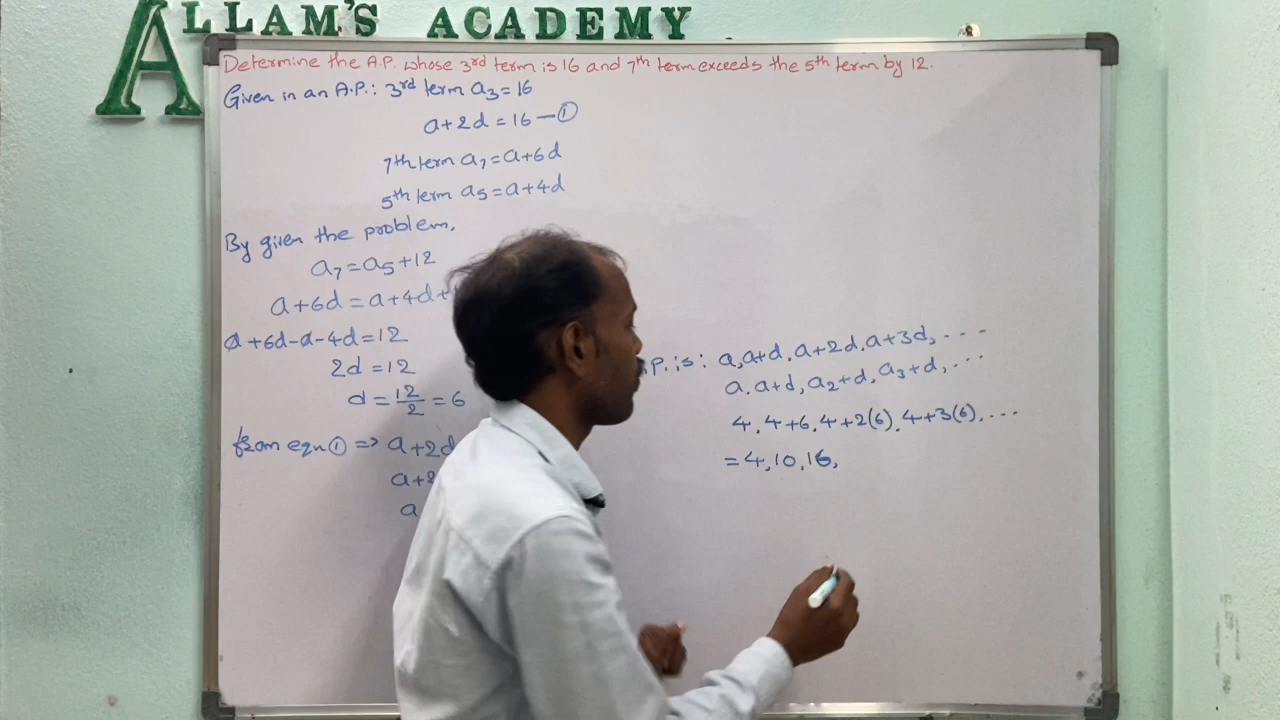 ALLAM'S ACADEMY
Determine the A.P. whose 3rd term is 16 and 7th term exceeds the 5th term by 12.
Given in an A.P.: 3rd term a₃=16
a+2d=16—①
7th term a₇=a+6d
5th term a₅=a+4d
By given the problem,
a₇=a₅+12
a+6d=a+4d+
a+6d-a-4d=12
2d=12
d=12/2=6
from eqn① => a+2d
a+2
a
P. is: a,a+d,a+2d,a+3d,...
a,a+d,a₂+d,a₃+d,...
4,4+6,4+2(6),4+3(6),...
=4,10,16,